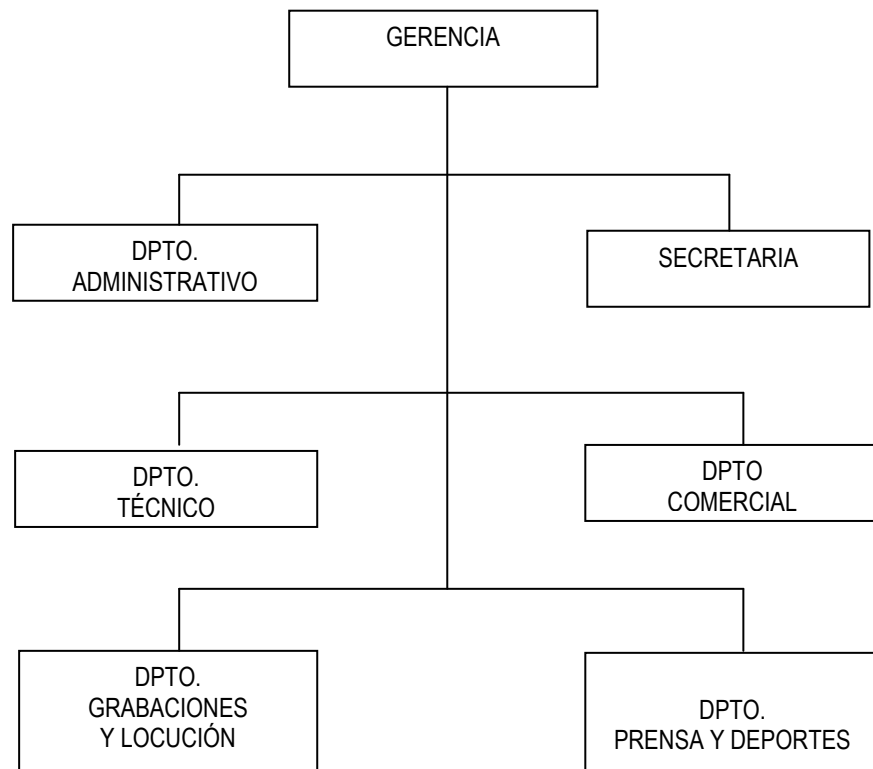 GERENCIA
DPTO.
ADMINISTRATIVO
SECRETARIA
DPTO.
TÉCNICO
DPTO
COMERCIAL
DPTO.
GRABACIONES
Y LOCUCIÓN
DPTO.
PRENSA Y DEPORTES